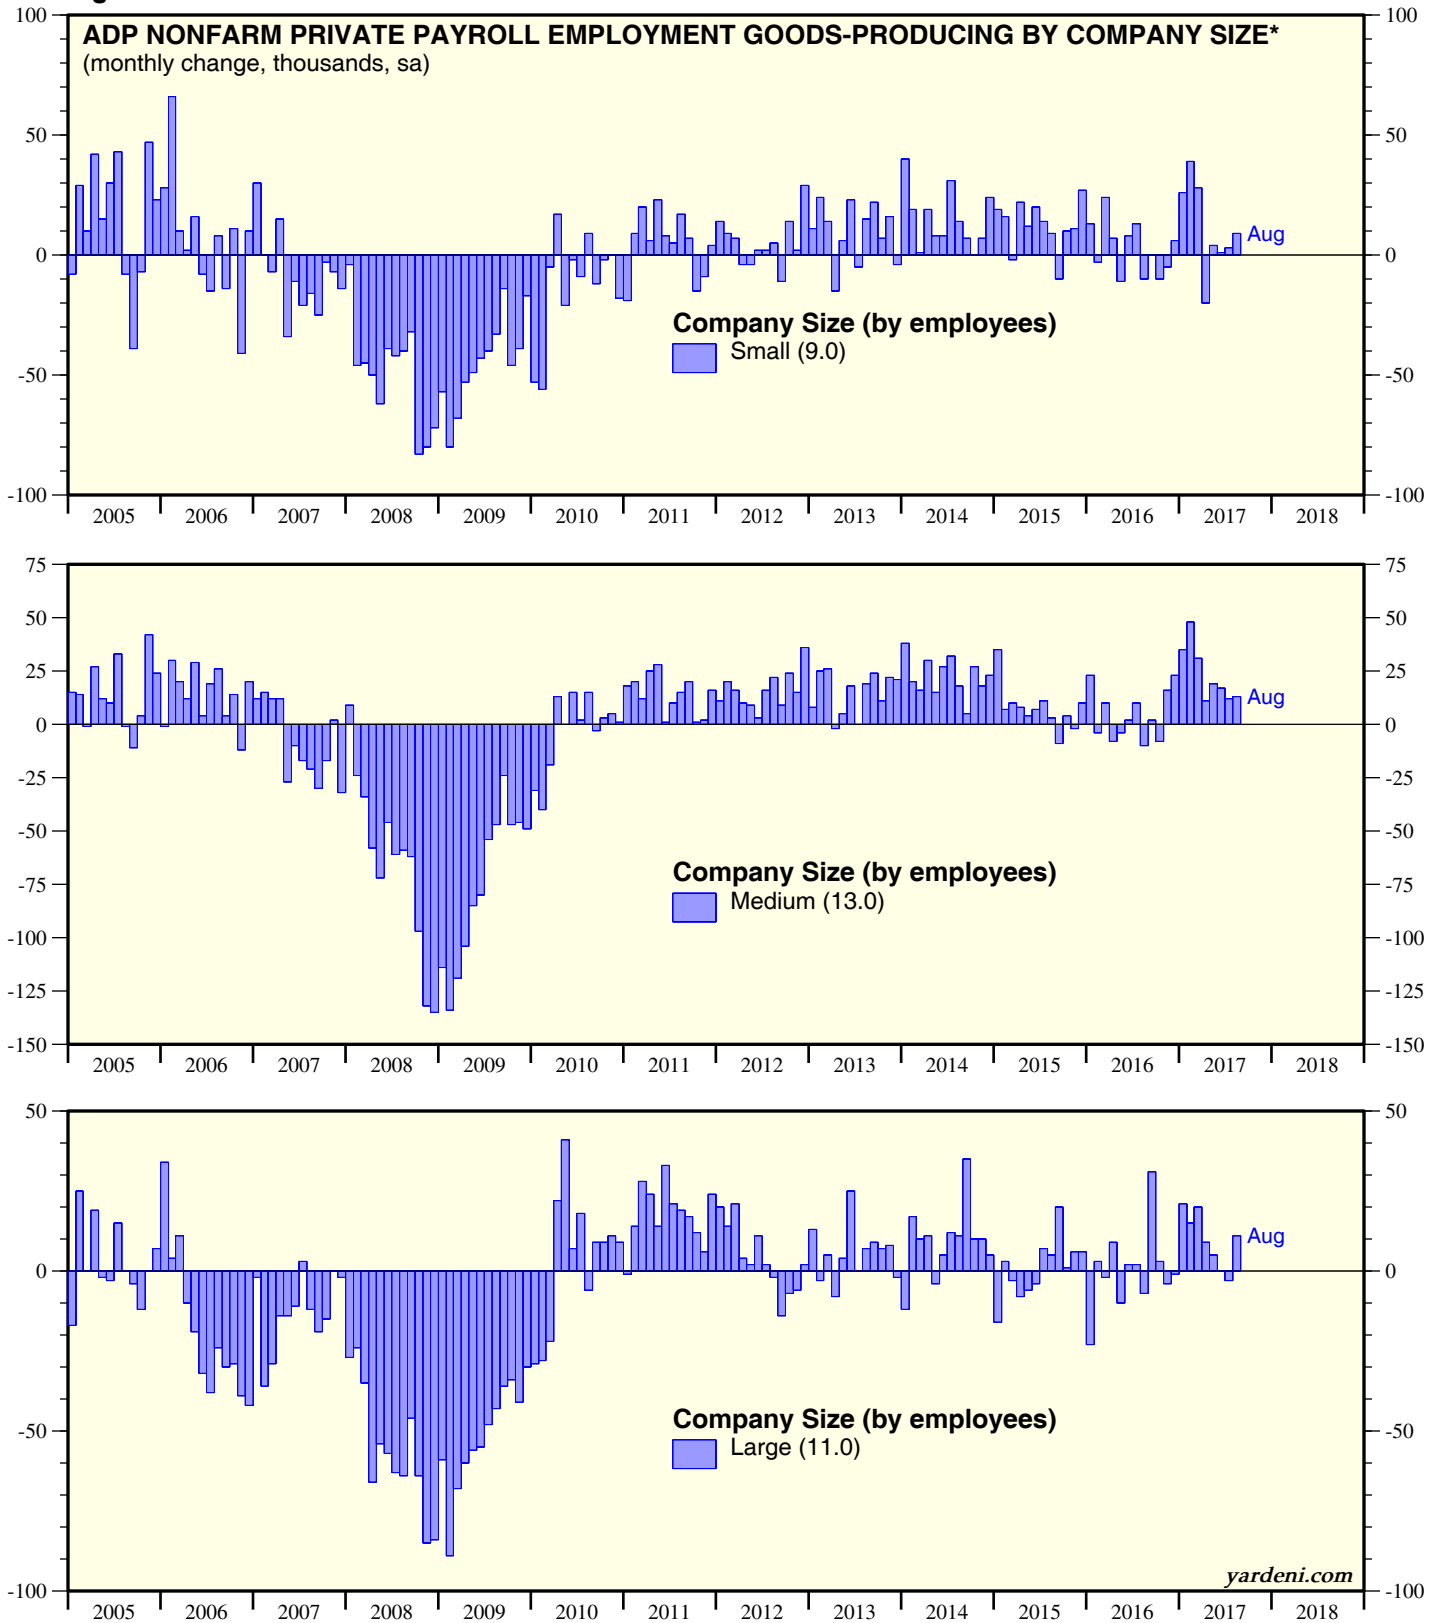 100 100
ADP NONFARM PRIVATE PAYROLL EMPLOYMENT GOODS-PRODUCING BY COMPANY SIZE*
(monthly change, thousands, sa)
50 50
Aug
0 0
Company Size (by employees)
Small (9.0)
-50 -50
-100 -100
2005 2006 2007 2008 2009 2010 2011 2012 2013 2014 2015 2016 2017 2018
75 75
50 50
25 25
Aug
0 0
-25 -25
-50 -50
Company Size (by employees)
-75 -75
Medium (13.0)
-100 -100
-125 -125
-150 -150
2005 2006 2007 2008 2009 2010 2011 2012 2013 2014 2015 2016 2017 2018
50 50
Aug
0 0
Company Size (by employees)
-50 -50
Large (11.0)
yardeni.com
-100 -100
2005 2006 2007 2008 2009 2010 2011 2012 2013 2014 2015 2016 2017 2018